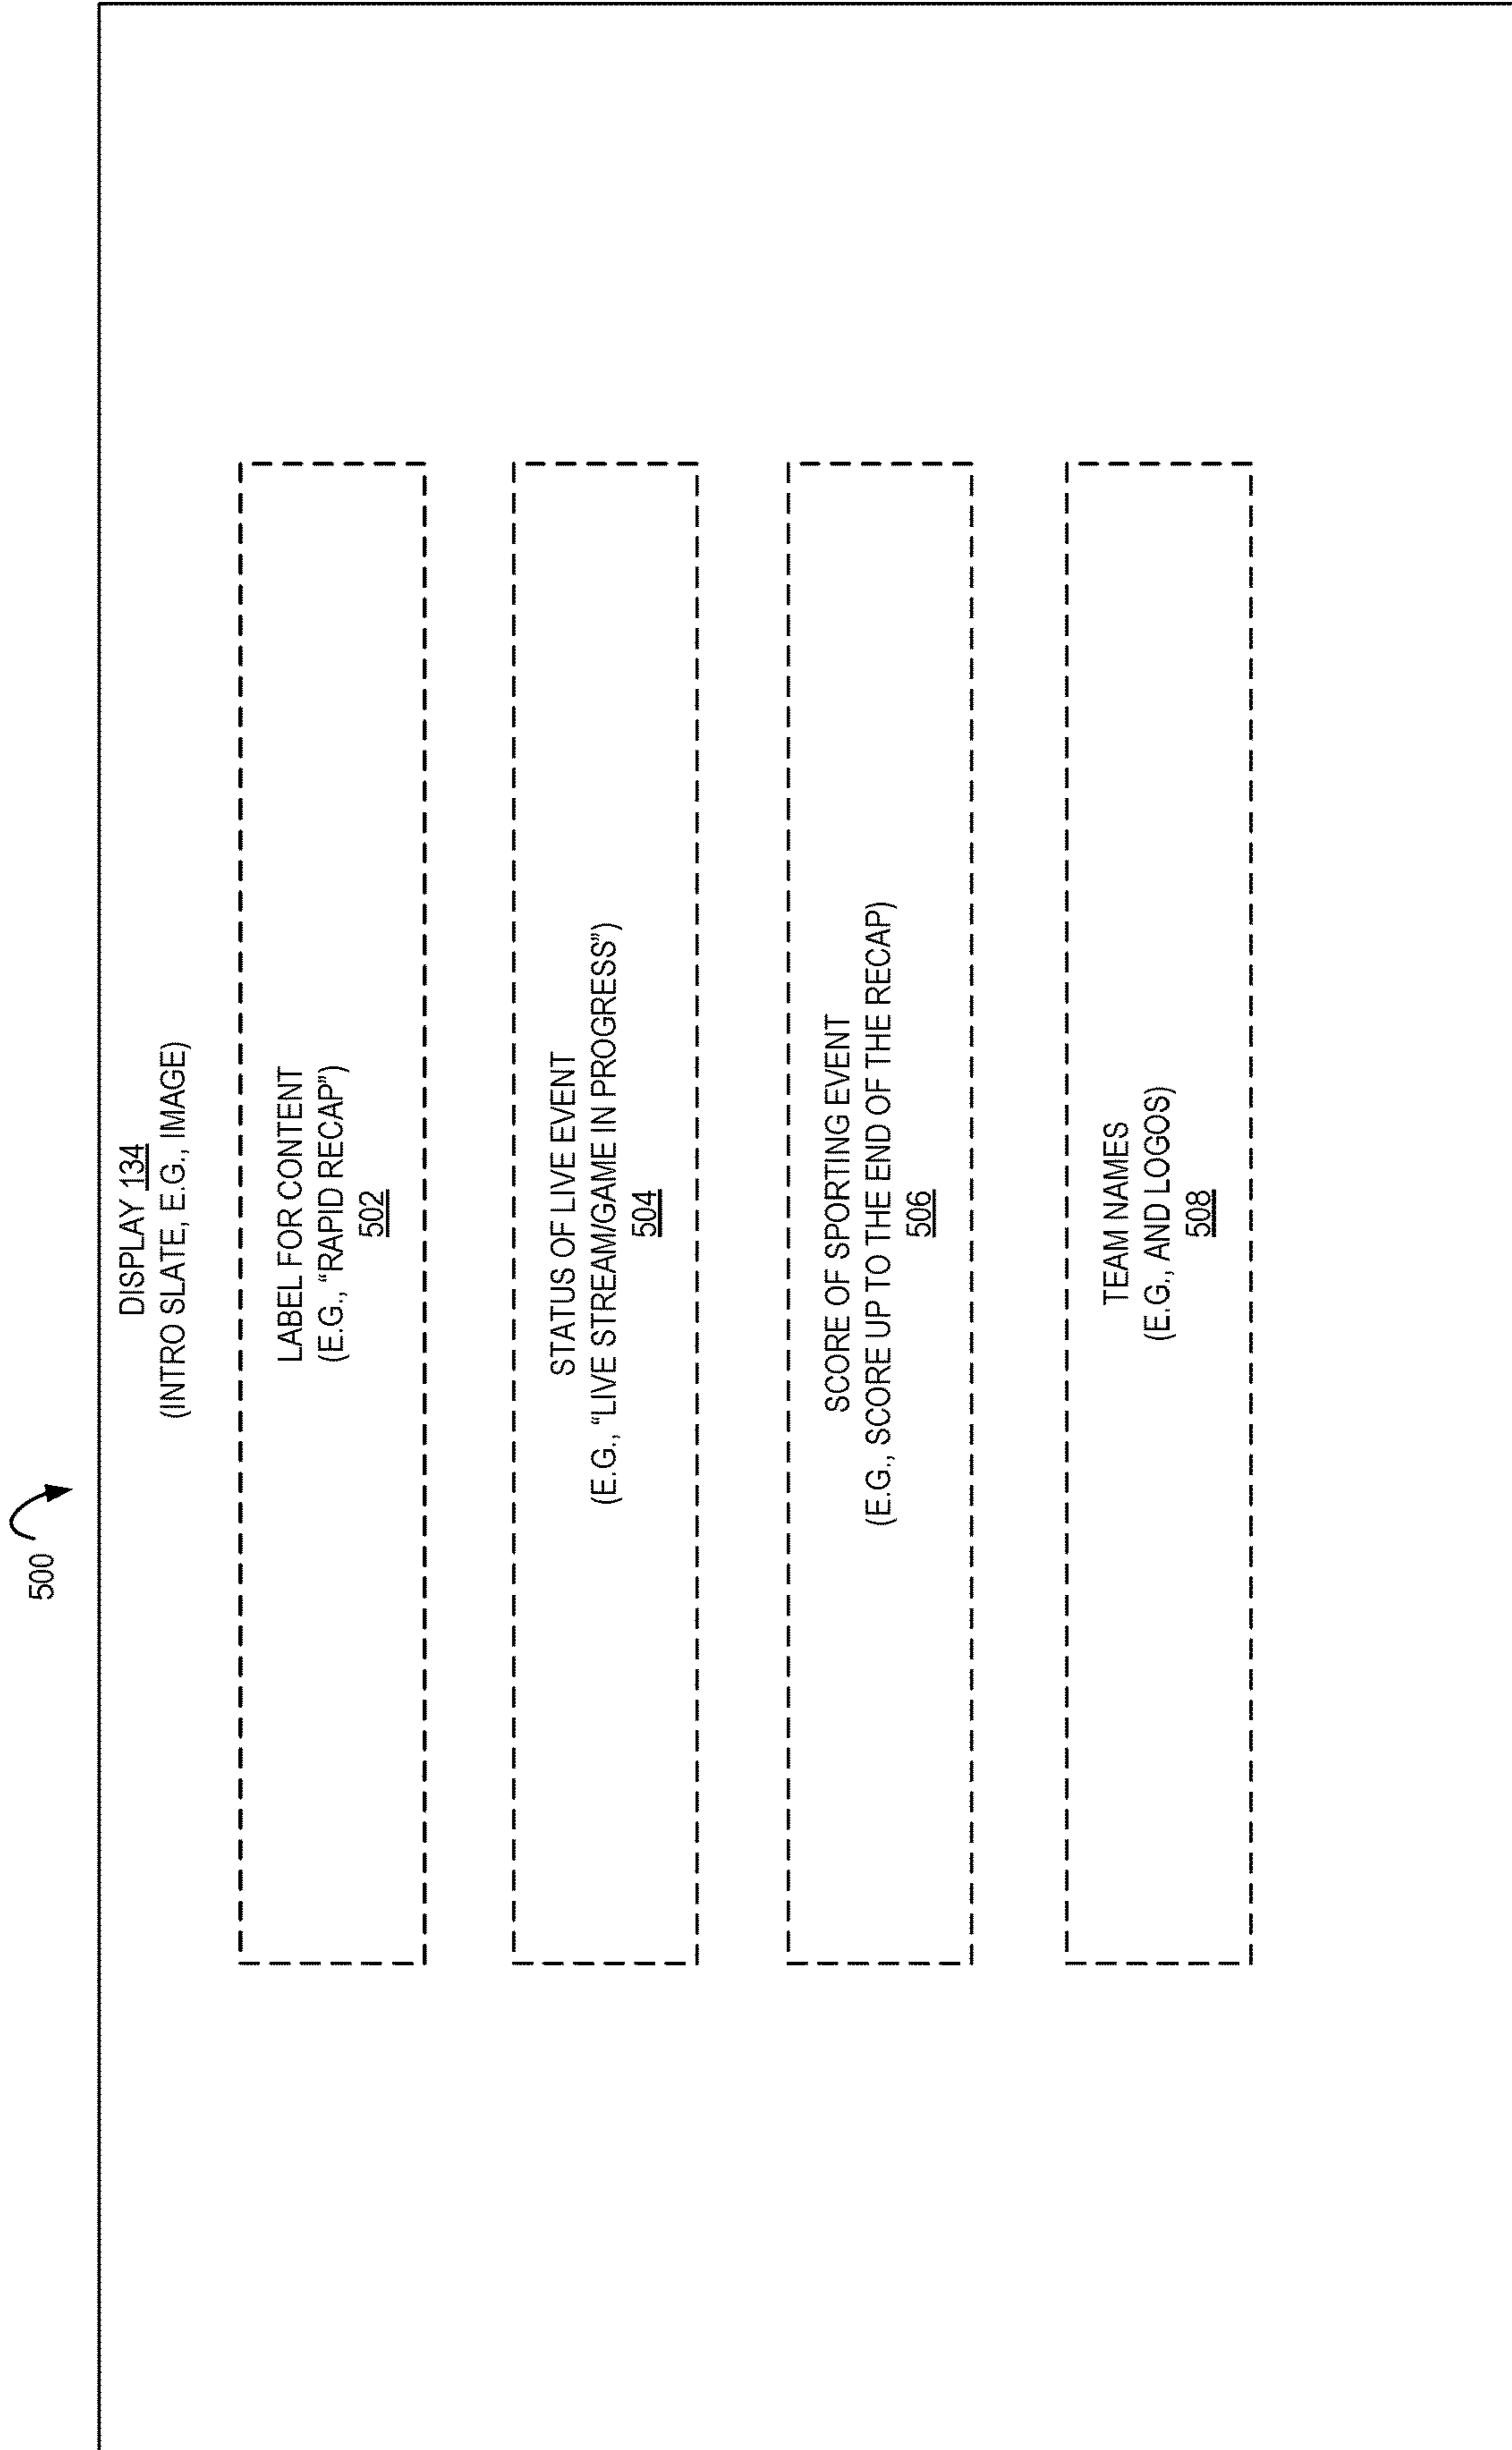 500
DISPLAY 134
(INTRO SLATE, E.G., IMAGE)
LABEL FOR CONTENT
(E.G., “RAPID RECAP”)
502
STATUS OF LIVE EVENT
(E.G., “LIVE STREAM/GAME IN PROGRESS”)
504
SCORE OF SPORTING EVENT
(E.G., SCORE UP TO THE END OF THE RECAP)
506
TEAM NAMES
(E.G., AND LOGOS)
508